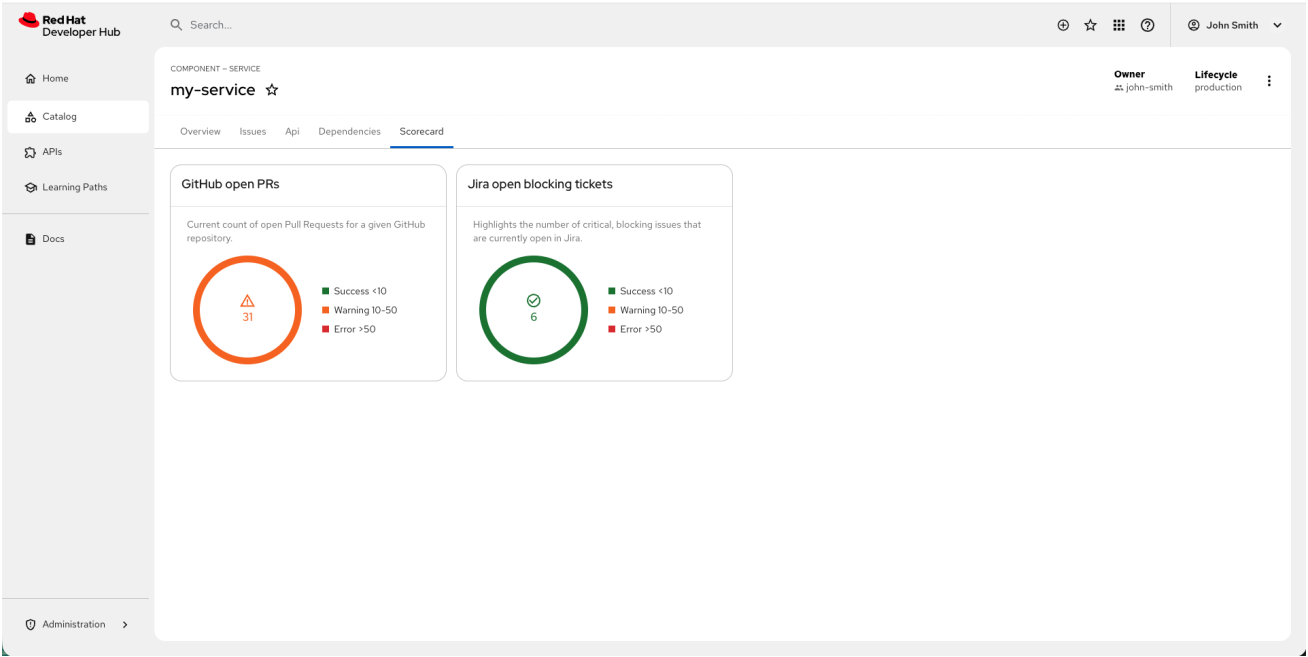 Red Hat
Developer Hub
Search...
John Smith
Home
Catalog
APIs
Learning Paths
Docs
Administration
COMPONENT — SERVICE
my-service
Owner
john-smith
Lifecycle
production
Overview
Issues
Api
Dependencies
Scorecard
GitHub open PRs
Current count of open Pull Requests for a given GitHub
repository.
31
Success <10
Warning 10-50
Error >50
Jira open blocking tickets
Highlights the number of critical, blocking issues that
are currently open in Jira.
6
Success <10
Warning 10-50
Error >50